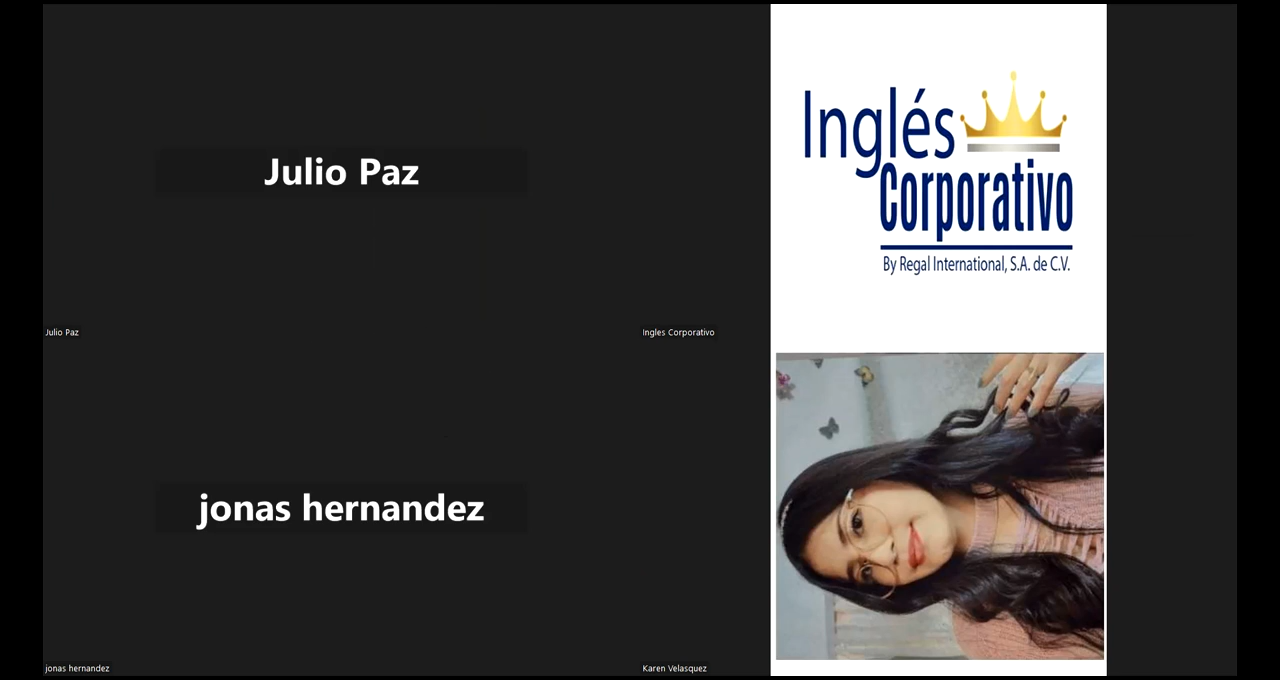 Julio Paz
Inglés
Corporativo
By Regal International, S.A. de C.V.
Julio Paz
Ingles Corporativo
jonas hernandez
jonas hernandez
Karen Velasquez